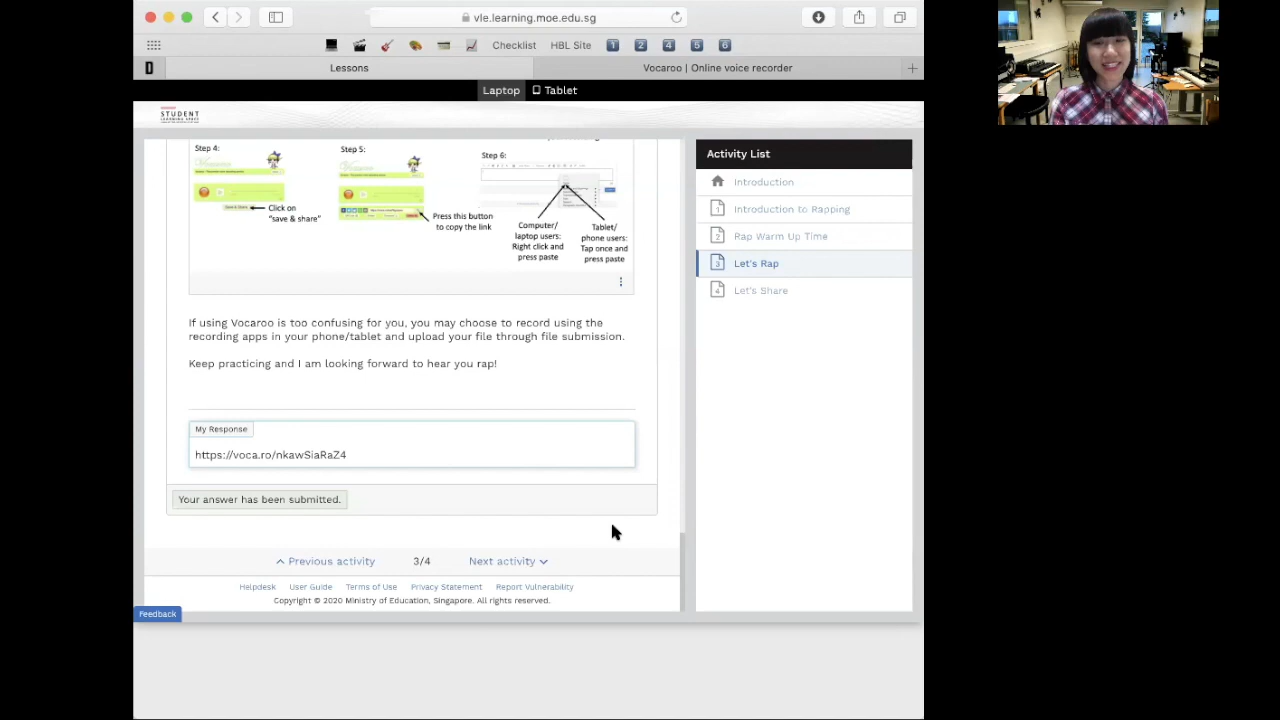 vle.learning.moe.edu.sg
Checklist
HBL Site
1
2
4
5
6
Lessons
Vocaroo | Online voice recorder
Laptop
Tablet
STUDENT
LEARNING SPACE
Activity List
Introduction
1 Introduction to Rapping
2 Rap Warm Up Time
3 Let's Rap
4 Let's Share
Step 4:
Click on
"save & share"
Step 5:
Press this button
to copy the link
Step 6:
Computer/
laptop users:
Right click and
press paste
Tablet/
phone users:
Tap once and
press paste
If using Vocaroo is too confusing for you, you may choose to record using the
recording apps in your phone/tablet and upload your file through file submission.
Keep practicing and I am looking forward to hear you rap!
My Response
https://voca.ro/nkawSiaRaZ4
Your answer has been submitted.
Previous activity
3/4
Next activity
Helpdesk
User Guide
Terms of Use
Privacy Statement
Report Vulnerability
Copyright © 2020 Ministry of Education, Singapore. All rights reserved.
Feedback